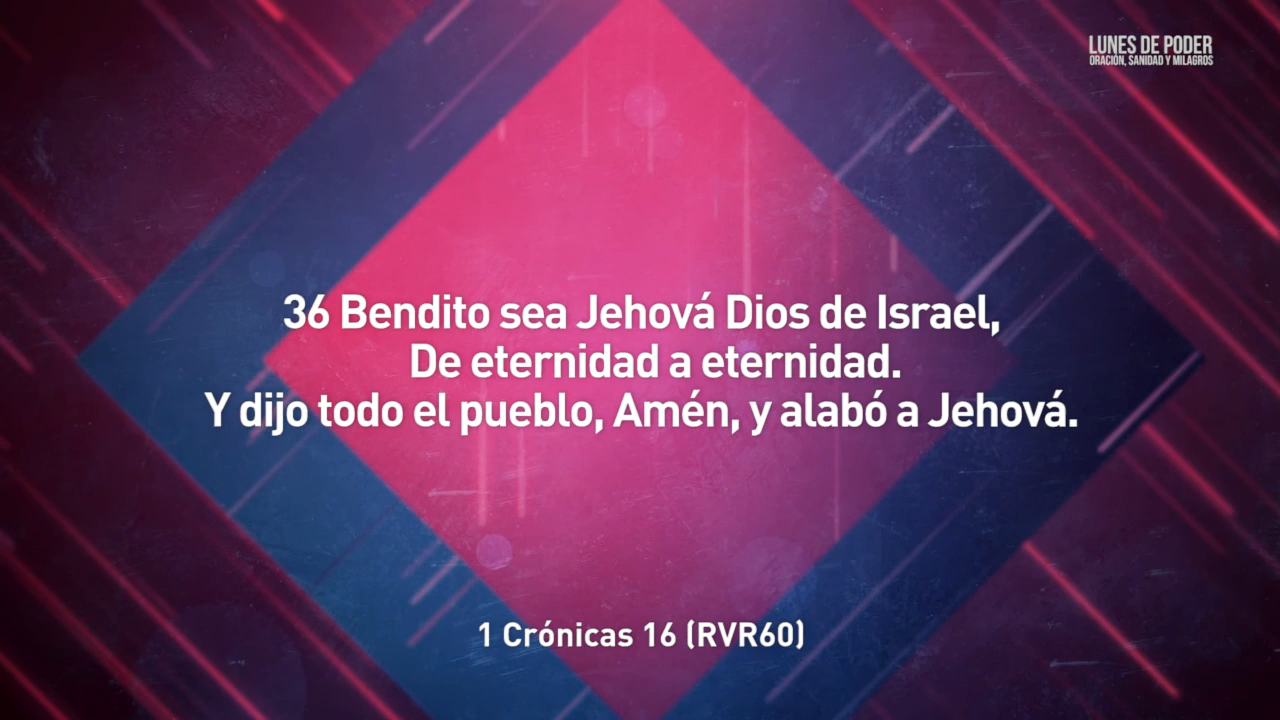 LUNES DE PODER
ORACIÓN, SANIDAD Y MILAGROS
36 Bendito sea Jehová Dios de Israel,
De eternidad a eternidad.
Y dijo todo el pueblo, Amén, y alabó a Jehová.
1 Crónicas 16 (RVR60)